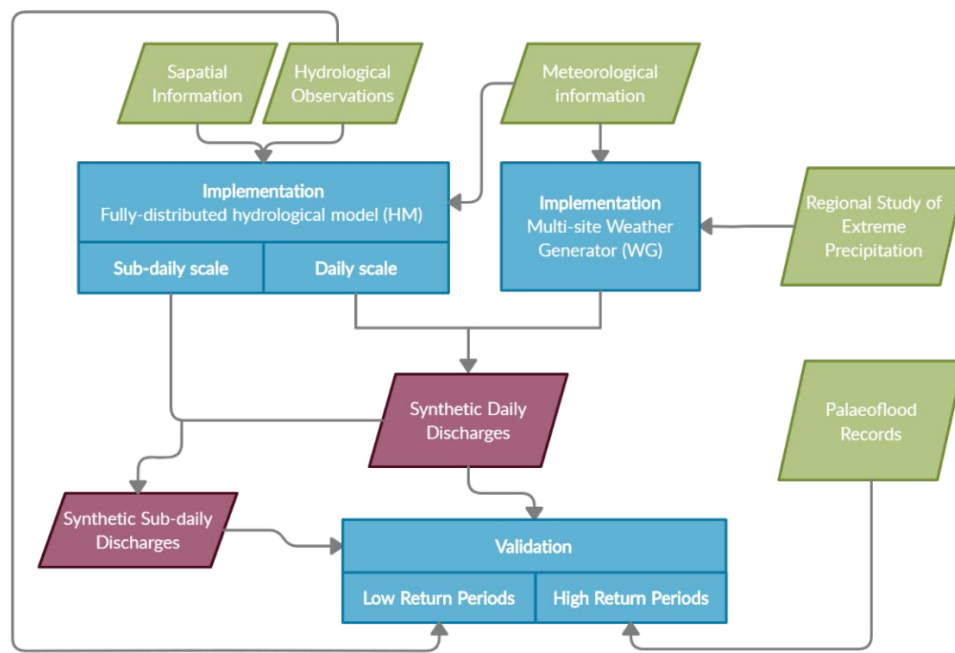 Sapatial
Information
Hydrological
Observations
Meteorological
information
Implementation
Fully-distributed hydrological model (HM)
Sub-daily scale
Daily scale
Implementation
Multi-site Weather
Generator (WG)
Regional Study of
Extreme
Precipitation
Synthetic Daily
Discharges
Palaeoflood
Records
Synthetic Sub-daily
Discharges
Validation
Low Return Periods
High Return Periods